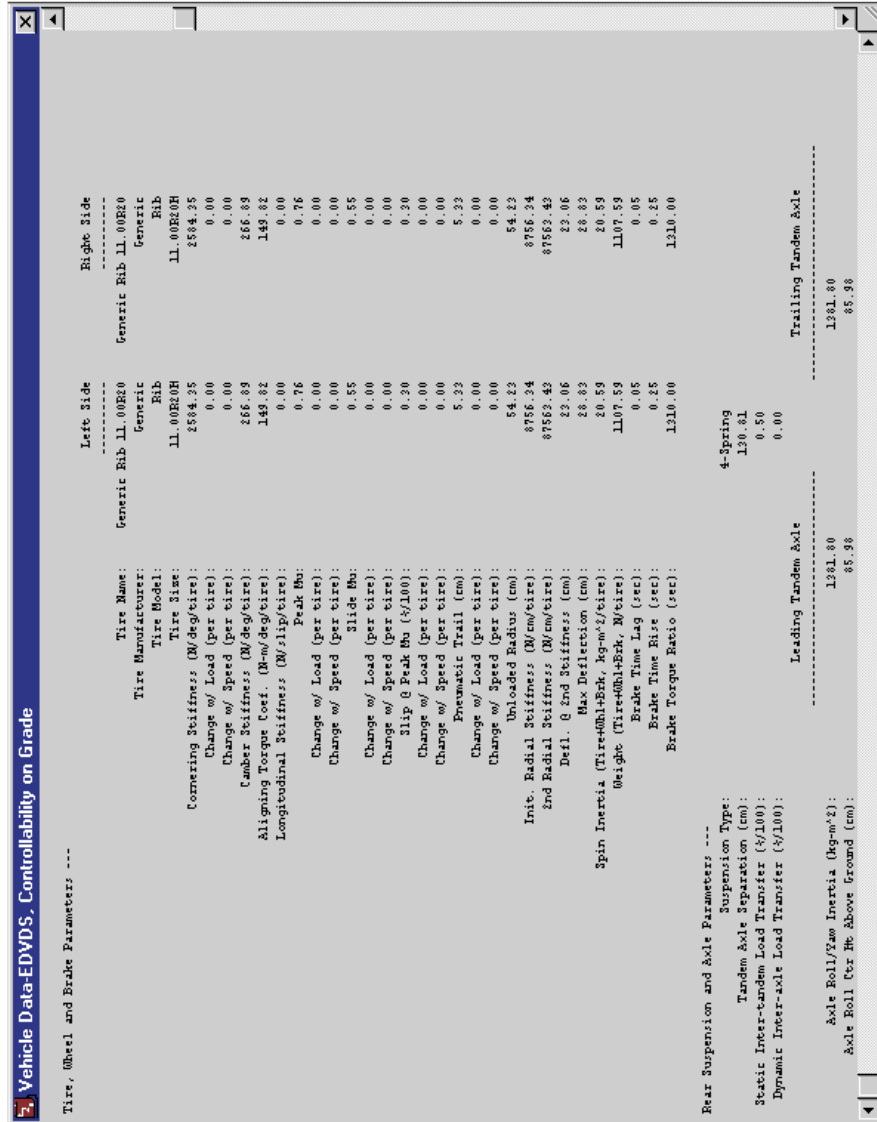 Vehicle Data-EDVDS, Controllability on Grade
Tire, Wheel and Brake Parameters ---
Left Side Right Side
--------- ----------
Tire Name: Generic Rib 11.00R20 Generic Rib 11.00R20
Tire Manufacturer: Generic Generic
Tire Model: Rib Rib
Tire Size: 11.00R20H 11.00R20H
Cornering Stiffness (N/deg/tire): 2584.35 2584.35
Change w/ Load (per tire): 0.00 0.00
Change w/ Speed (per tire): 0.00 0.00
Camber Stiffness (N/deg/tire): 266.89 266.89
Aligning Torque Coef. (N-m/deg/tire): 149.82 149.82
Longitudinal Stiffness (N/slip/tire): 0.00 0.00
Peak Mu: 0.76 0.76
Change w/ Load (per tire): 0.00 0.00
Change w/ Speed (per tire): 0.00 0.00
Slide Mu: 0.55 0.55
Change w/ Load (per tire): 0.00 0.00
Change w/ Speed (per tire): 0.00 0.00
Slip @ Peak Mu (%/100): 0.30 0.30
Change w/ Load (per tire): 0.00 0.00
Change w/ Speed (per tire): 0.00 0.00
Pneumatic Trail (cm): 5.33 5.33
Change w/ Load (per tire): 0.00 0.00
Change w/ Speed (per tire): 0.00 0.00
Unloaded Radius (cm): 54.23 54.23
Init. Radial Stiffness (N/cm/tire): 8756.34 8756.34
2nd Radial Stiffness (N/cm/tire): 87563.43 87563.43
Defl. @ 2nd Stiffness (cm) 23.06 23.06
Max Deflection (cm) 28.83 28.83
Spin Inertia (Tire+Whl+Brk, kg-m^2/tire): 20.59 20.59
Weight (Tire+Whl+Brk, N/tire): 1107.59 1107.59
Brake Time Lag (sec): 0.05 0.05
Brake Time Rise (sec): 0.25 0.25
Brake Torque Ratio (sec): 1310.00 1310.00
Rear Suspension and Axle Parameters ---
Suspension Type: 4-Spring
Tandem Axle Separation (cm): 130.81
Static Inter-tandem Load Transfer (%/100): 0.50
Dynamic Inter-axle Load Transfer (%/100): 0.00
Leading Tandem Axle Trailing Tandem Axle
------------------------------ ------------------------------
Axle Roll/Yaw Inertia (kg-m^2): 1381.80 1381.80
Axle Roll Ctr Ht Above Ground (cm): 85.98 85.98